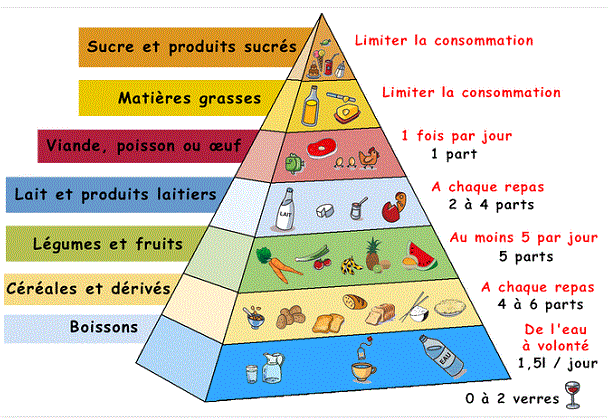 Sucre et produits sucrés
Limiter la consommation
Matières grasses
Limiter la consommation
Viande, poisson ou œuf
1 fois par jour
1 part
Lait et produits laitiers
A chaque repas
2 à 4 parts
LAIT
Légumes et fruits
Au moins 5 par jour
5 parts
Céréales et dérivés
A chaque repas
4 à 6 parts
Boissons
De l'eau
à volonté
1,5l / jour
EAU
0 à 2 verres